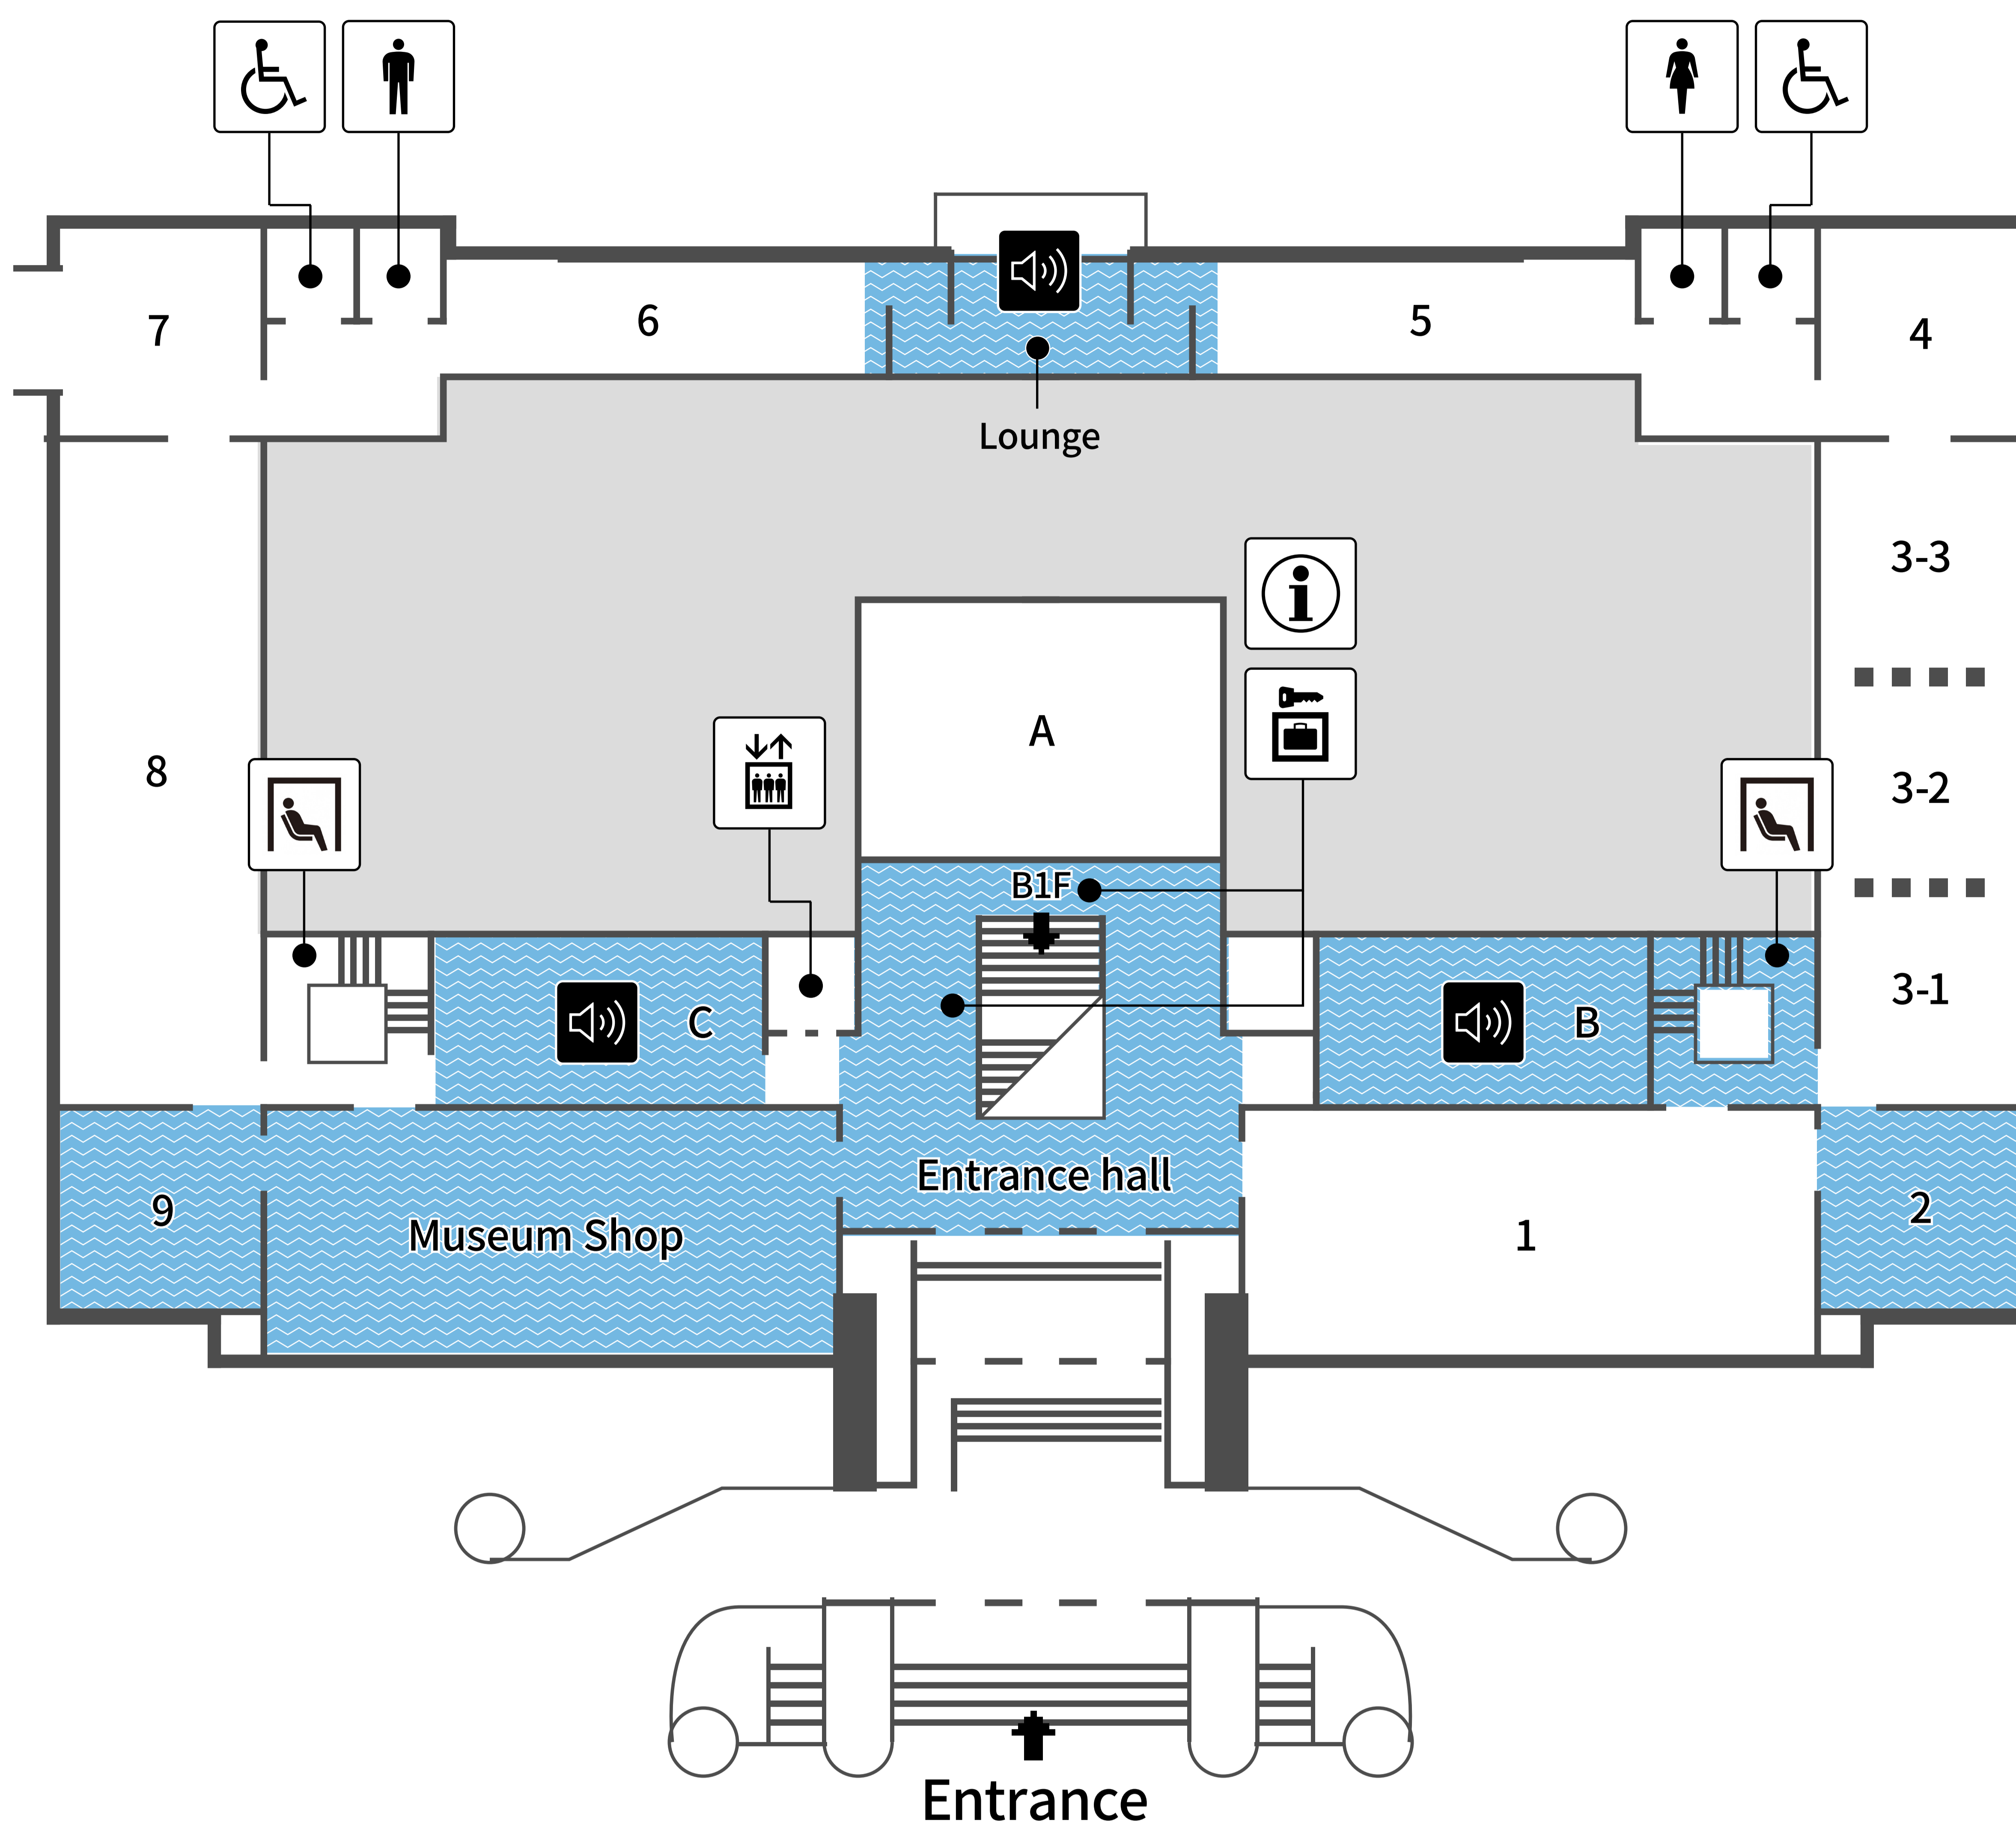 7
6
5
4
Lounge
3-3
A
8
3-2
B1F
3-1
C
B
Entrance hall
9
Museum Shop
1
2
Entrance